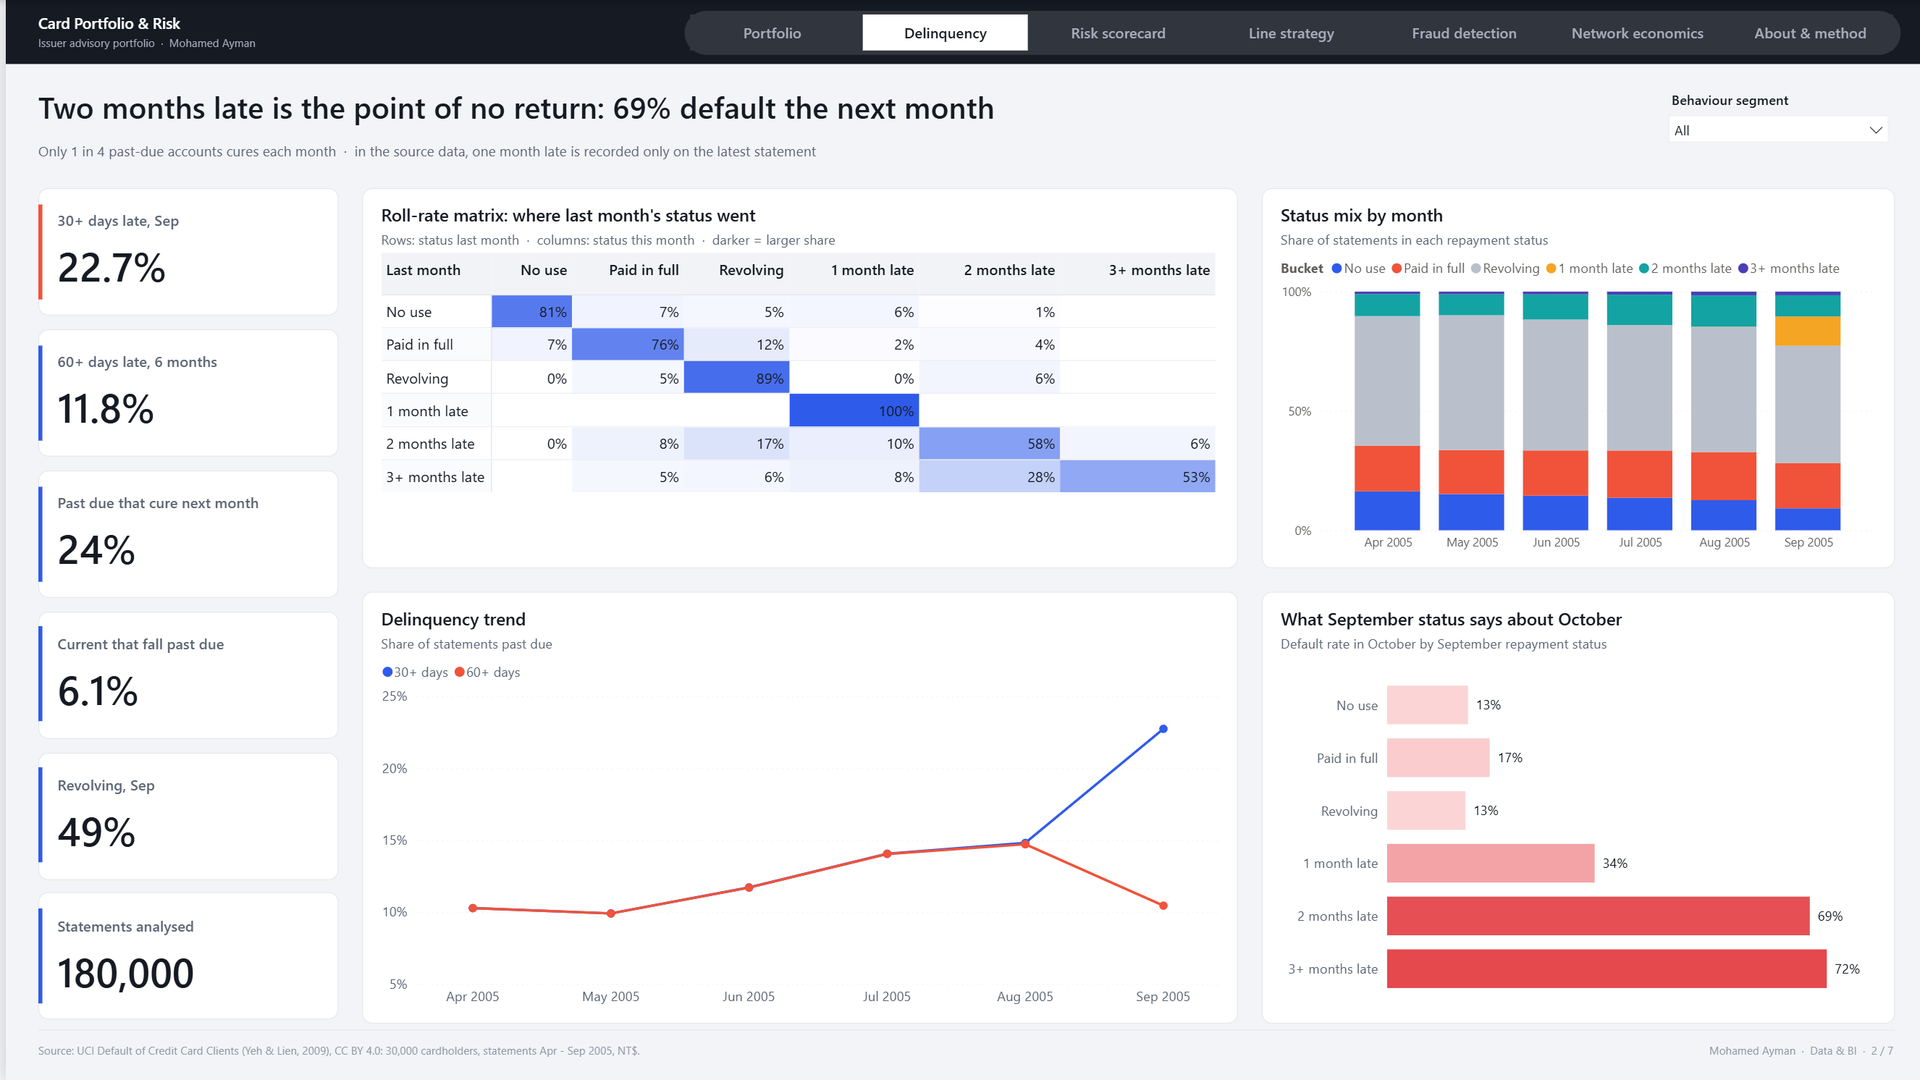 Card Portfolio & Risk
Issuer advisory portfolio · Mohamed Ayman
Portfolio
Delinquency
Risk scorecard
Line strategy
Fraud detection
Network economics
About & method
Two months late is the point of no return: 69% default the next month
Only 1 in 4 past-due accounts cures each month · in the source data, one month late is recorded only on the latest statement
Behaviour segment
All
30+ days late, Sep
22.7%
60+ days late, 6 months
11.8%
Past due that cure next month
24%
Current that fall past due
6.1%
Revolving, Sep
49%
Statements analysed
180,000
Roll-rate matrix: where last month's status went
Rows: status last month · columns: status this month · darker = larger share
Last month No use Paid in full Revolving 1 month late 2 months late 3+ months late
No use 81% 7% 5% 6% 1%
Paid in full 7% 76% 12% 2% 4%
Revolving 0% 5% 89% 0% 6%
1 month late 100%
2 months late 0% 8% 17% 10% 58% 6%
3+ months late 5% 6% 8% 28% 53%
Status mix by month
Share of statements in each repayment status
Bucket No use Paid in full Revolving 1 month late 2 months late 3+ months late
100%
50%
0%
Apr 2005 May 2005 Jun 2005 Jul 2005 Aug 2005 Sep 2005
Delinquency trend
Share of statements past due
30+ days 60+ days
25%
20%
15%
10%
5%
Apr 2005 May 2005 Jun 2005 Jul 2005 Aug 2005 Sep 2005
What September status says about October
Default rate in October by September repayment status
No use 13%
Paid in full 17%
Revolving 13%
1 month late 34%
2 months late 69%
3+ months late 72%
Source: UCI Default of Credit Card Clients (Yeh & Lien, 2009), CC BY 4.0: 30,000 cardholders, statements Apr - Sep 2005, NT$.
Mohamed Ayman · Data & BI · 2 / 7